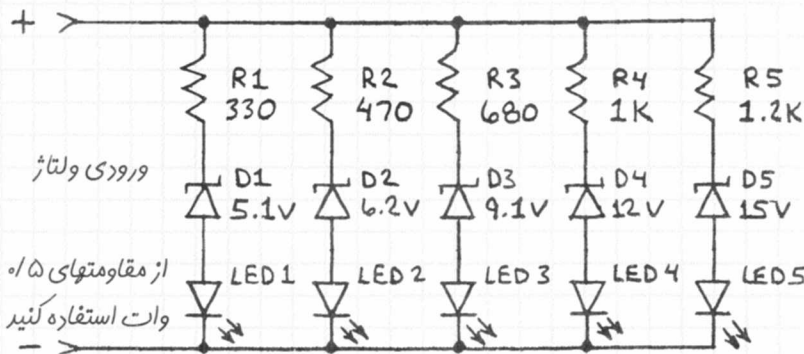 +
R1
330
R2
470
R3
680
R4
1K
R5
1.2K
ورودی ولتاژ
D1
5.1V
D2
6.2V
D3
9.1V
D4
12V
D5
15V
از مقاومتهای ۰/۵
وات استفاده کنید
LED1
LED2
LED3
LED4
LED5
-